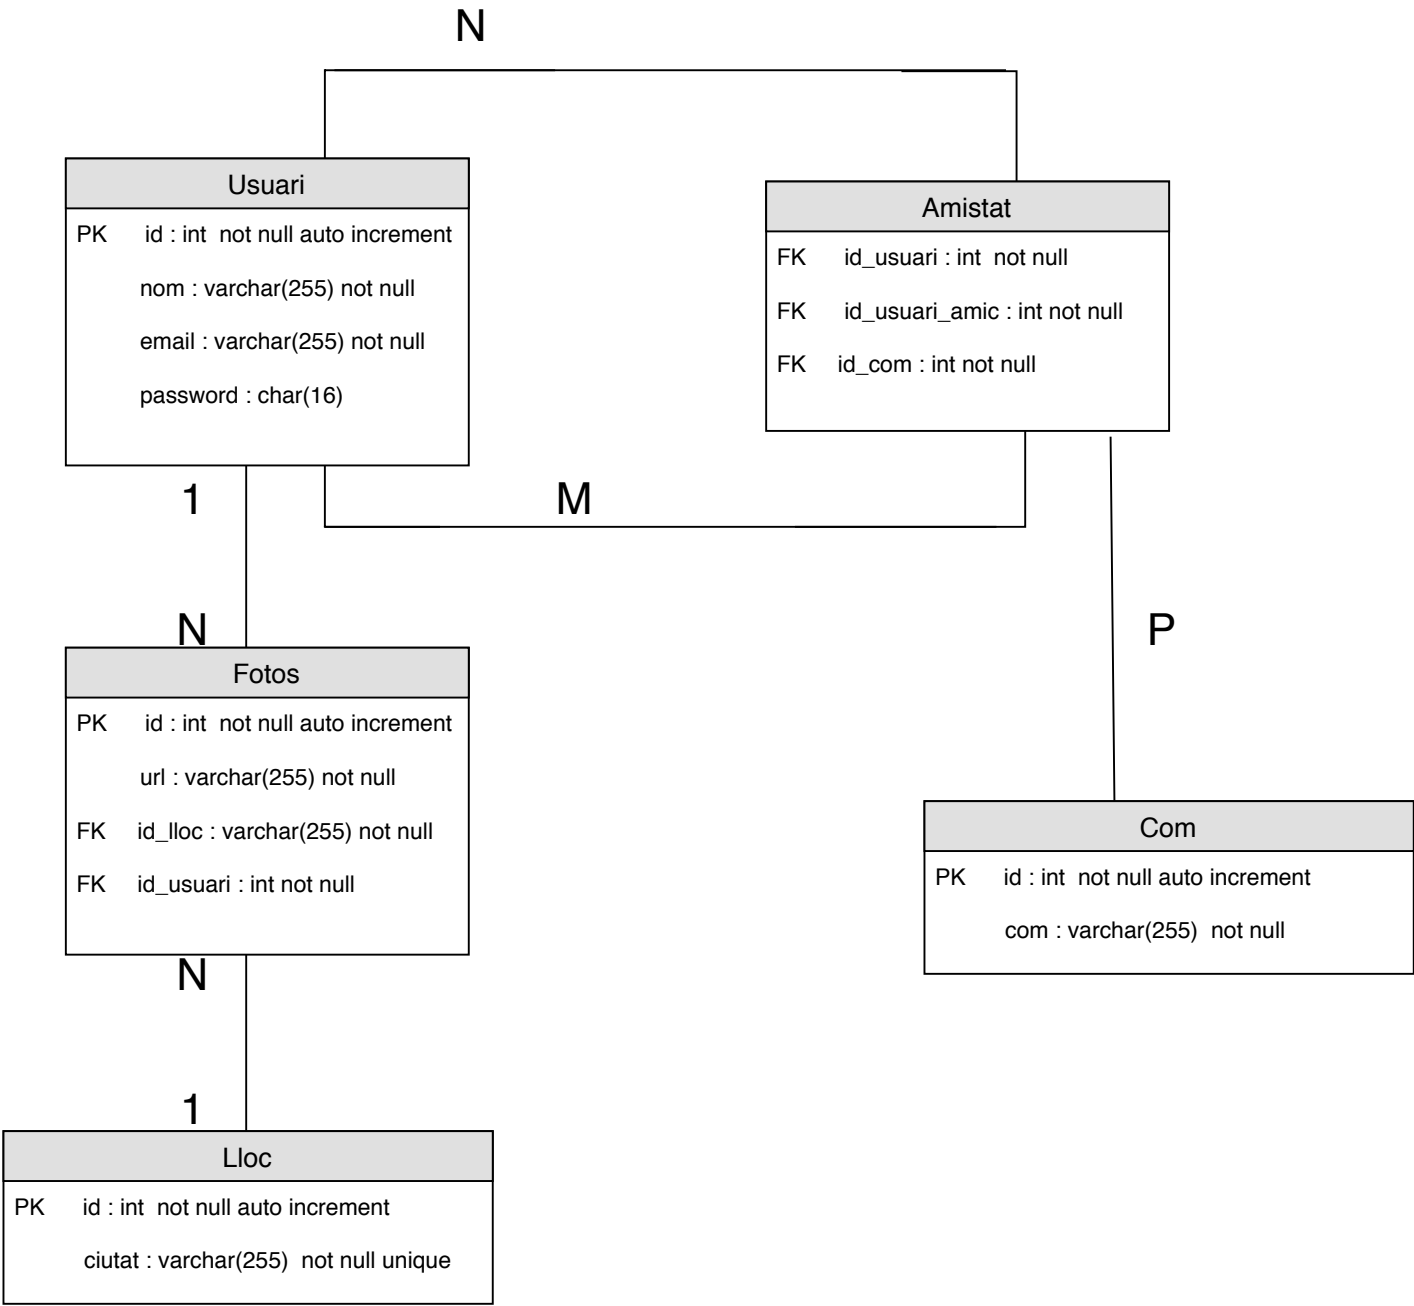 N
Usuari
PK id : int not null auto increment
nom : varchar(255) not null
email : varchar(255) not null
password : char(16)
Amistat
FK id_usuari : int not null
FK id_usuari_amic : int not null
FK id_com : int not null
1
M
N
P
Fotos
PK id : int not null auto increment
url : varchar(255) not null
FK id_lloc : varchar(255) not null
FK id_usuari : int not null
Com
PK id : int not null auto increment
com : varchar(255) not null
N
1
Lloc
PK id : int not null auto increment
ciutat : varchar(255) not null unique